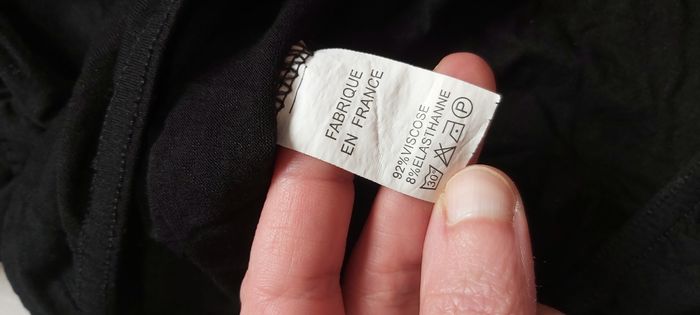 FABRIQUE
EN FRANCE
92%VISCOSE
8%ELASTHANNE
30° P